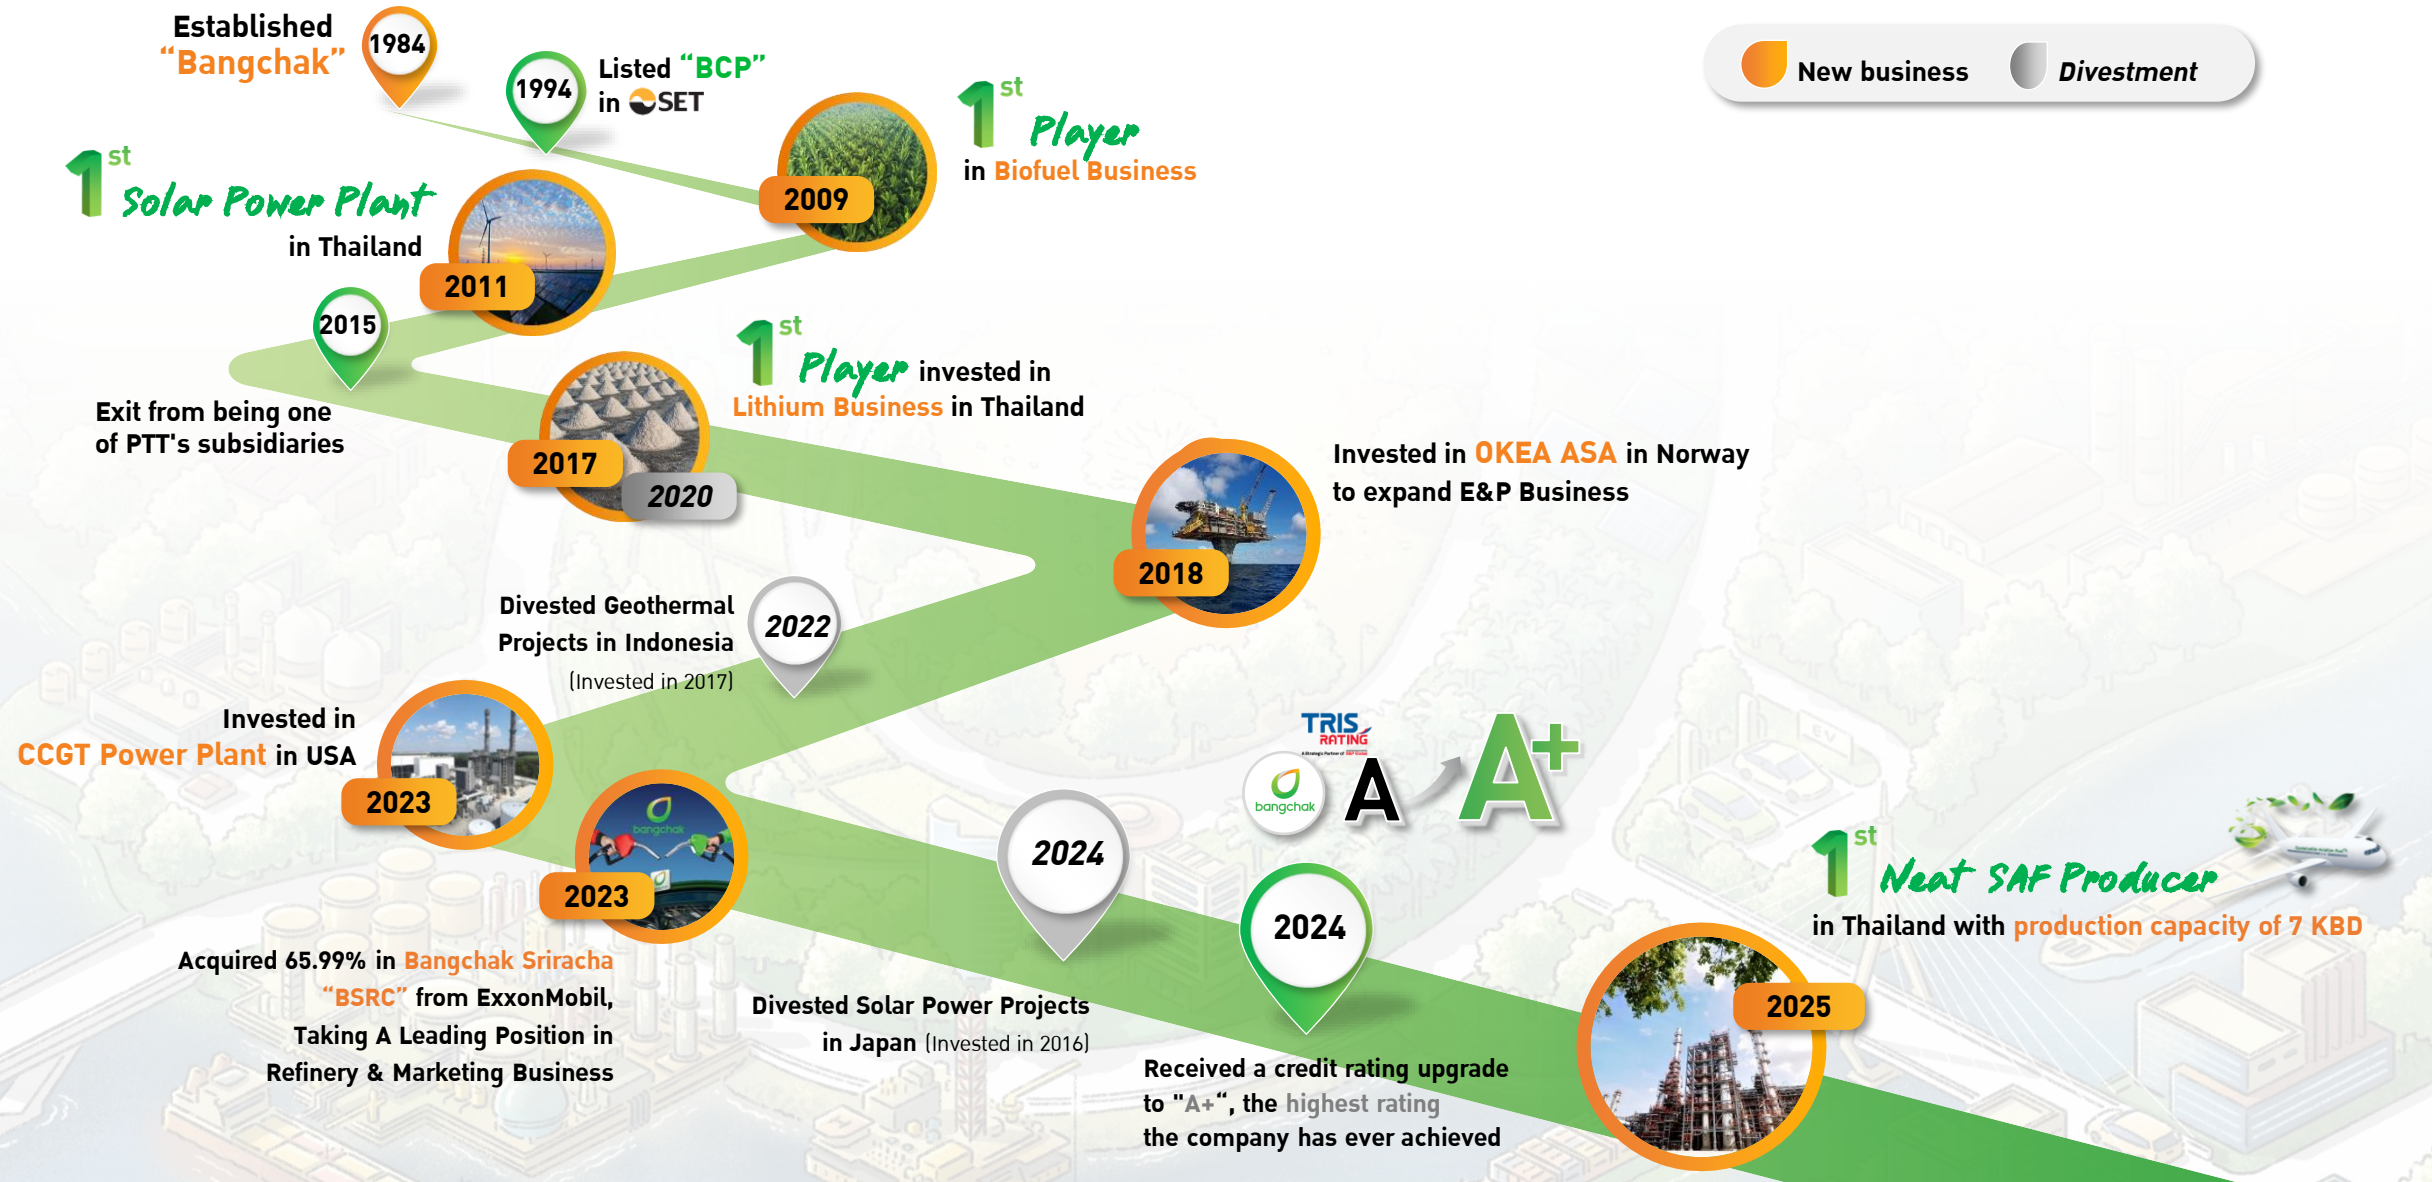 Established
“Bangchak”
1984
1994
Listed “BCP”
in SET
New business
Divestment
1st
Player
in Biofuel Business
2009
1st
Solar Power Plant
in Thailand
2011
2015
Exit from being one
of PTT's subsidiaries
1st
Player invested in
Lithium Business in Thailand
2017
2020
Invested in OKEA ASA in Norway
to expand E&P Business
2018
Divested Geothermal
Projects in Indonesia
(Invested in 2017)
2022
Invested in
CCGT Power Plant in USA
2023
bangchak
2023
Acquired 65.99% in Bangchak Sriracha
“BSRC” from ExxonMobil,
Taking A Leading Position in
Refinery & Marketing Business
2024
Divested Solar Power Projects
in Japan (Invested in 2016)
TRIS
RATING
bangchak
A
A+
2024
Received a credit rating upgrade
to "A+“, the highest rating
the company has ever achieved
1st
Neat SAF Producer
in Thailand with production capacity of 7 KBD
2025
EV